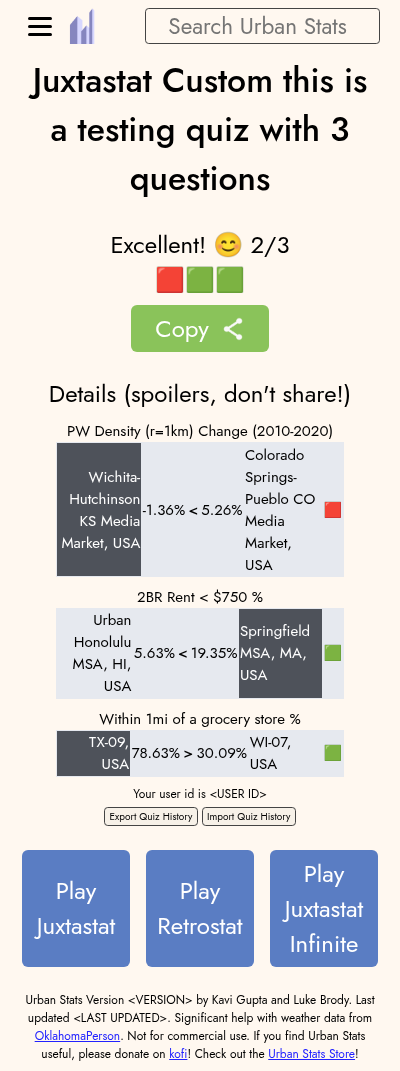 Search Urban Stats
Juxtastat Custom this is
a testing quiz with 3
questions
Excellent! 😊 2/3
🟥🟩🟩
Copy
Details (spoilers, don't share!)
PW Density (r=1km) Change (2010-2020)
Wichita-
Hutchinson
KS Media
Market, USA
-1.36% < 5.26%
Colorado
Springs-
Pueblo CO
Media
Market,
USA
🟥
2BR Rent < $750 %
Urban
Honolulu
MSA, HI,
USA
5.63% < 19.35%
Springfield
MSA, MA,
USA
🟩
Within 1mi of a grocery store %
TX-09,
USA
78.63% > 30.09%
WI-07,
USA
🟩
Your user id is <USER ID>
Export Quiz History
Import Quiz History
Play
Juxtastat
Play
Retrostat
Play
Juxtastat
Infinite
Urban Stats Version <VERSION> by Kavi Gupta and Luke Brody. Last
updated <LAST UPDATED>. Significant help with weather data from
OklahomaPerson. Not for commercial use. If you find Urban Stats
useful, please donate on kofi! Check out the Urban Stats Store!